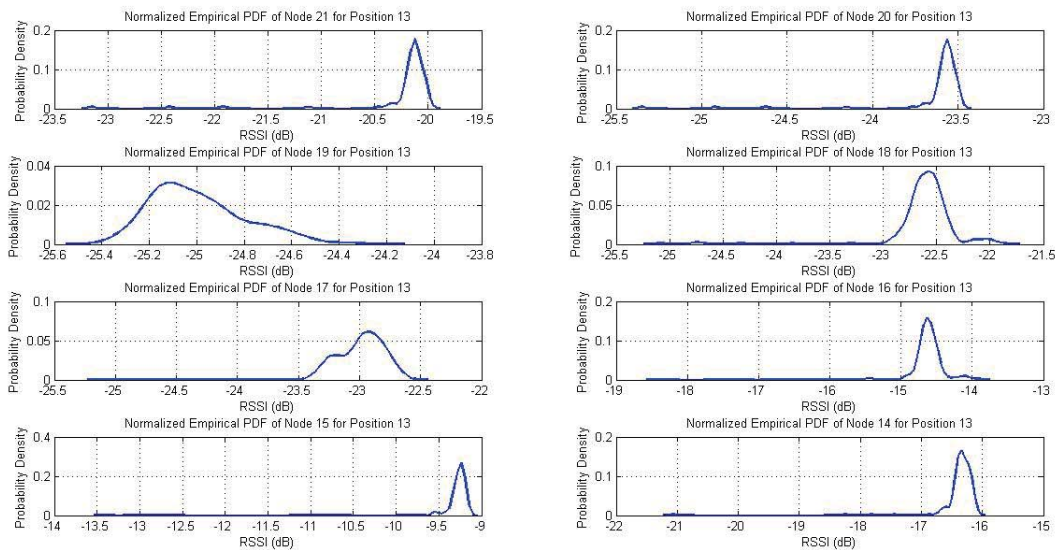 Normalized Empirical PDF of Node 21 for Position 13
Probability Density
0.2
0.1
0
-23.5 -23 -22.5 -22 -21.5 -21 -20.5 -20 -19.5
RSSI (dB)
Normalized Empirical PDF of Node 20 for Position 13
Probability Density
0.2
0.1
0
-25.5 -25 -24.5 -24 -23.5 -23
RSSI (dB)
Normalized Empirical PDF of Node 19 for Position 13
Probability Density
0.04
0.02
0
-25.6 -25.4 -25.2 -25 -24.8 -24.6 -24.4 -24.2 -24 -23.8
RSSI (dB)
Normalized Empirical PDF of Node 18 for Position 13
Probability Density
0.1
0.05
0
-25.5 -25 -24.5 -24 -23.5 -23 -22.5 -22 -21.5
RSSI (dB)
Normalized Empirical PDF of Node 17 for Position 13
Probability Density
0.1
0.05
0
-25.5 -25 -24.5 -24 -23.5 -23 -22.5 -22
RSSI (dB)
Normalized Empirical PDF of Node 16 for Position 13
Probability Density
0.2
0.1
0
-19 -18 -17 -16 -15 -14 -13
RSSI (dB)
Normalized Empirical PDF of Node 15 for Position 13
Probability Density
0.4
0.2
0
-14 -13.5 -13 -12.5 -12 -11.5 -11 -10.5 -10 -9.5 -9
RSSI (dB)
Normalized Empirical PDF of Node 14 for Position 13
Probability Density
0.2
0.1
0
-22 -21 -20 -19 -18 -17 -16 -15
RSSI (dB)